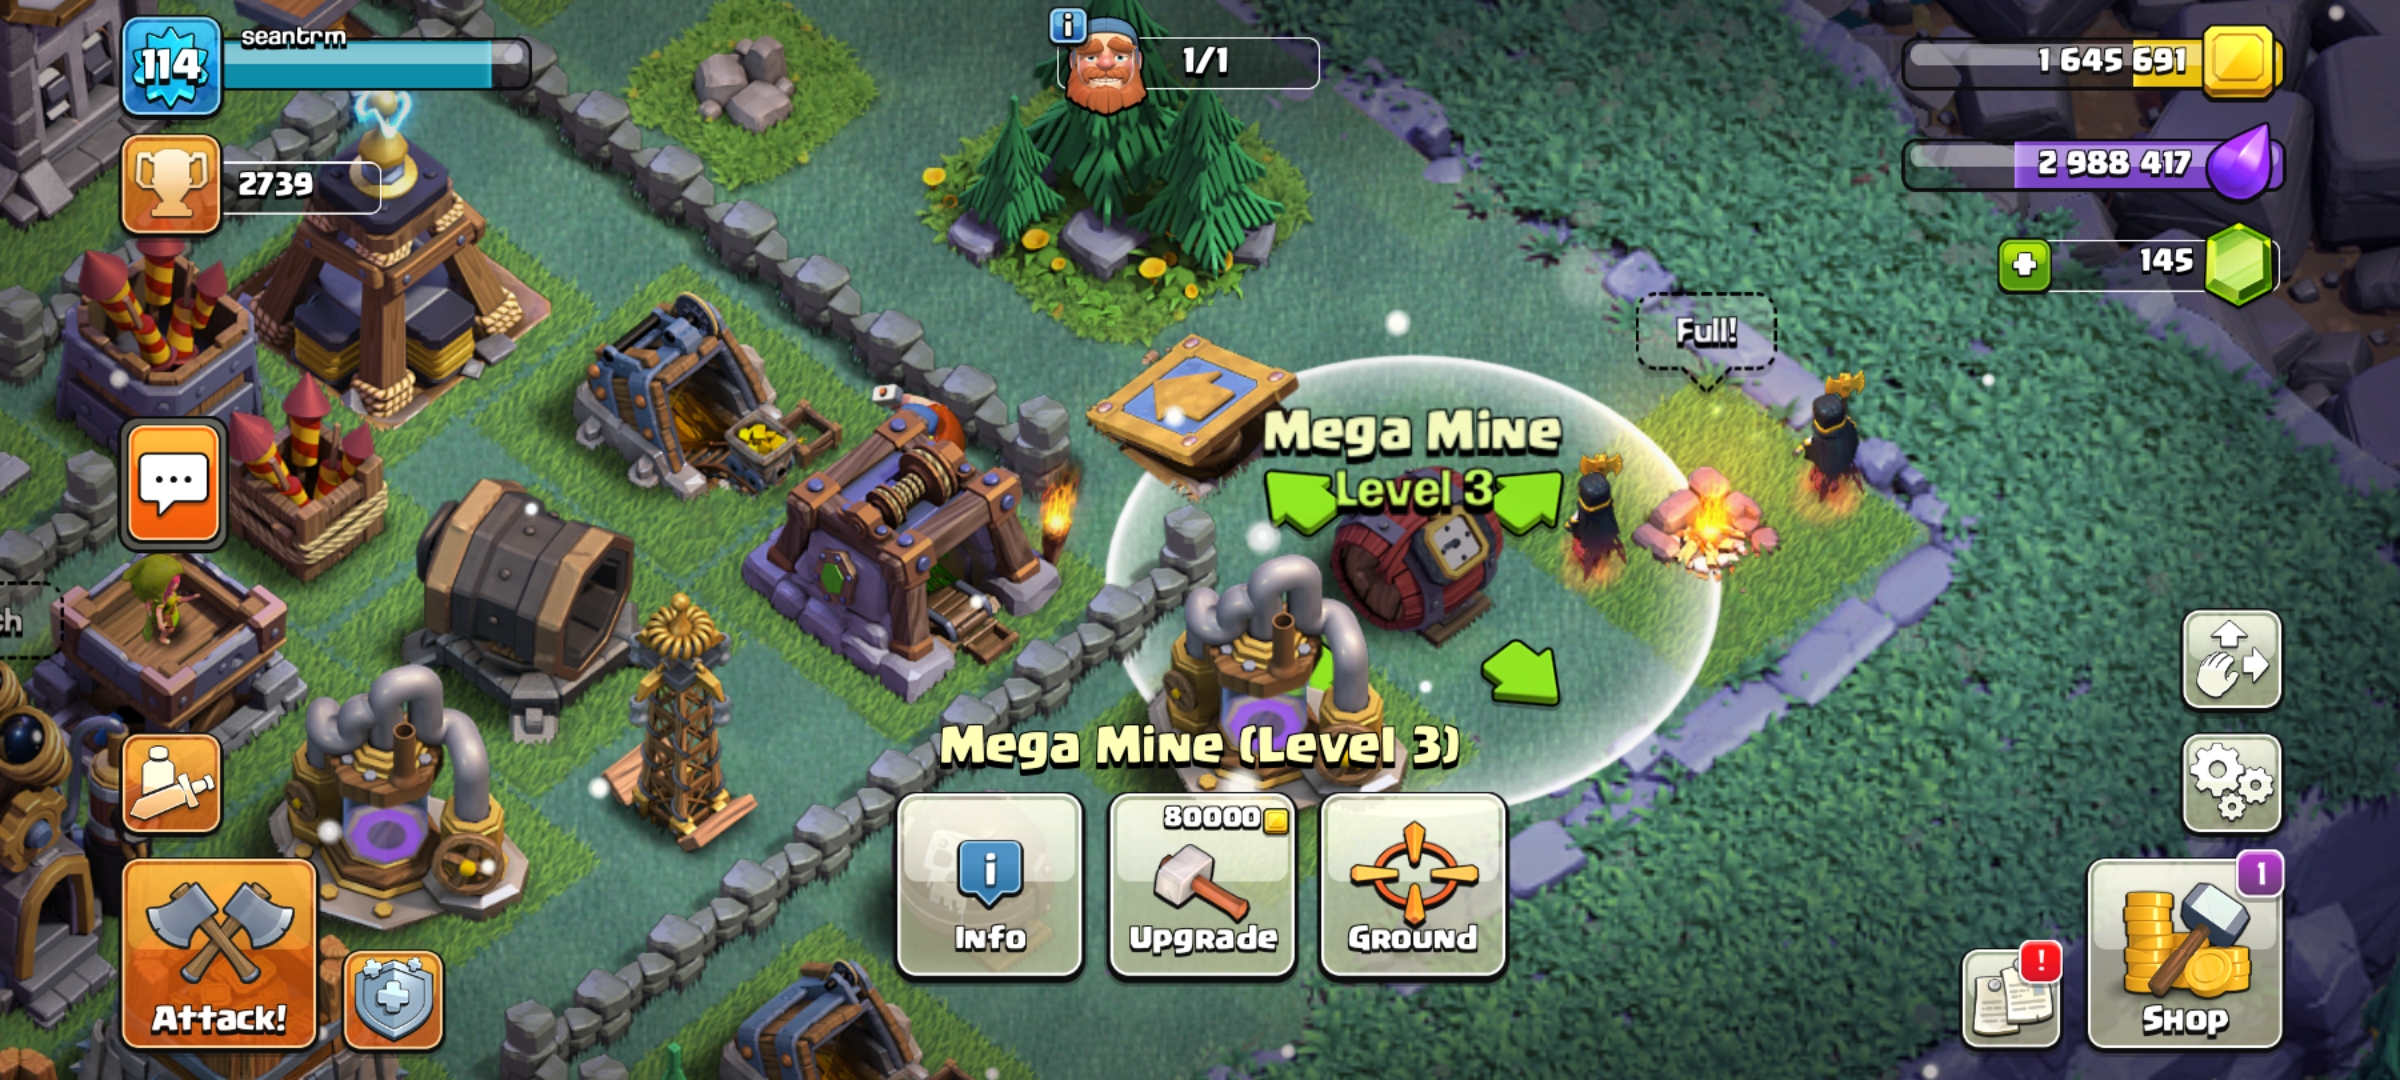 114
seantrm
1/1
1 645 691
2739
2 988 417
145
Full!
Mega Mine
Level 3
ch
Mega Mine (Level 3)
80000
Info
Upgrade
Ground
Attack!
1
!
Shop